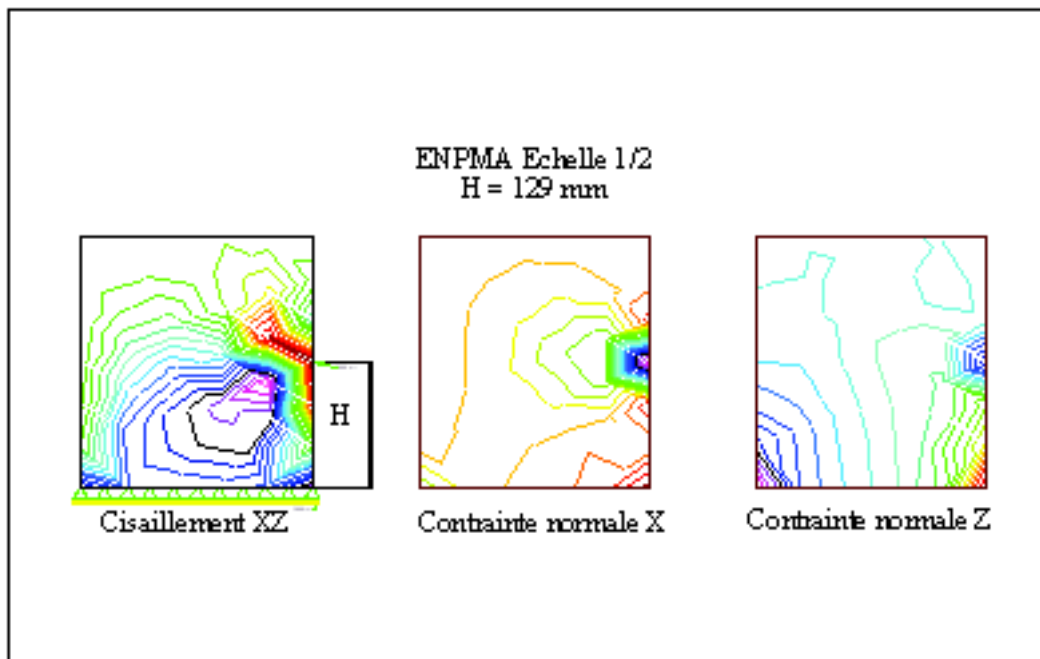 ENPMA Echelle 1/2
H = 129 mm
H
Cisaillement XZ
Contrainte normale X
Contrainte normale Z